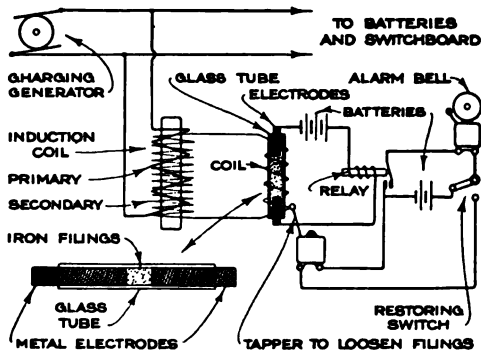 TO BATTERIES
AND SWITCHBOARD
CHARGING
GENERATOR
GLASS TUBE
ELECTRODES
BATTERIES
ALARM BELL
INDUCTION
COIL
PRIMARY
SECONDARY
COIL
RELAY
IRON FILINGS
GLASS
TUBE
METAL ELECTRODES
TAPPER TO LOOSEN FILINGS
RESTORING
SWITCH